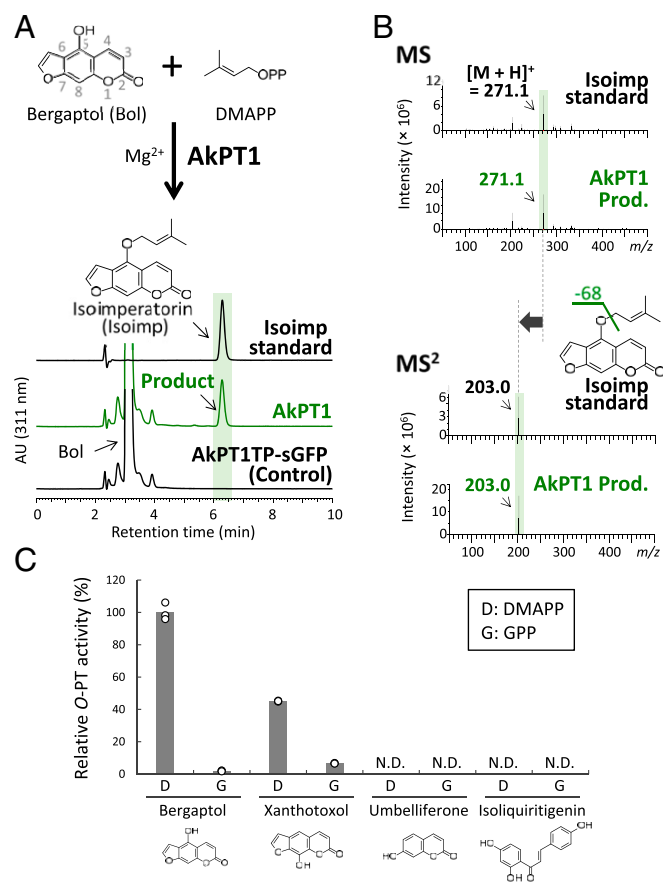 A
OH
4
3
5
6
7
8
1
2
O
O
O
Bergaptol (Bol)
+
OPP
DMAPP
Mg2+
AkPT1
O
O
O
O
Isoimperatorin
(Isoimp)
Isoimp
standard
Product
AkPT1
Bol
AkPT1TP-sGFP
(Control)
AU (311 nm)
0 2 4 6 8 10
Retention time (min)
B
MS
[M + H]+
= 271.1
Isoimp
standard
12
6
0
271.1
AkPT1
Prod.
20
10
0
Intensity (× 10⁶)
100 200 300 400 500 m/z
-68
O
O
O
O
MS2
203.0
Isoimp
standard
6
3
0
203.0
AkPT1 Prod.
20
10
0
Intensity (× 10⁶)
100 200 300 400 500 m/z
C
D: DMAPP
G: GPP
Relative O-PT activity (%)
120
100
80
60
40
20
0
N.D. N.D. N.D. N.D.
D G D G D G D G
Bergaptol Xanthotoxol Umbelliferone Isoliquiritigenin